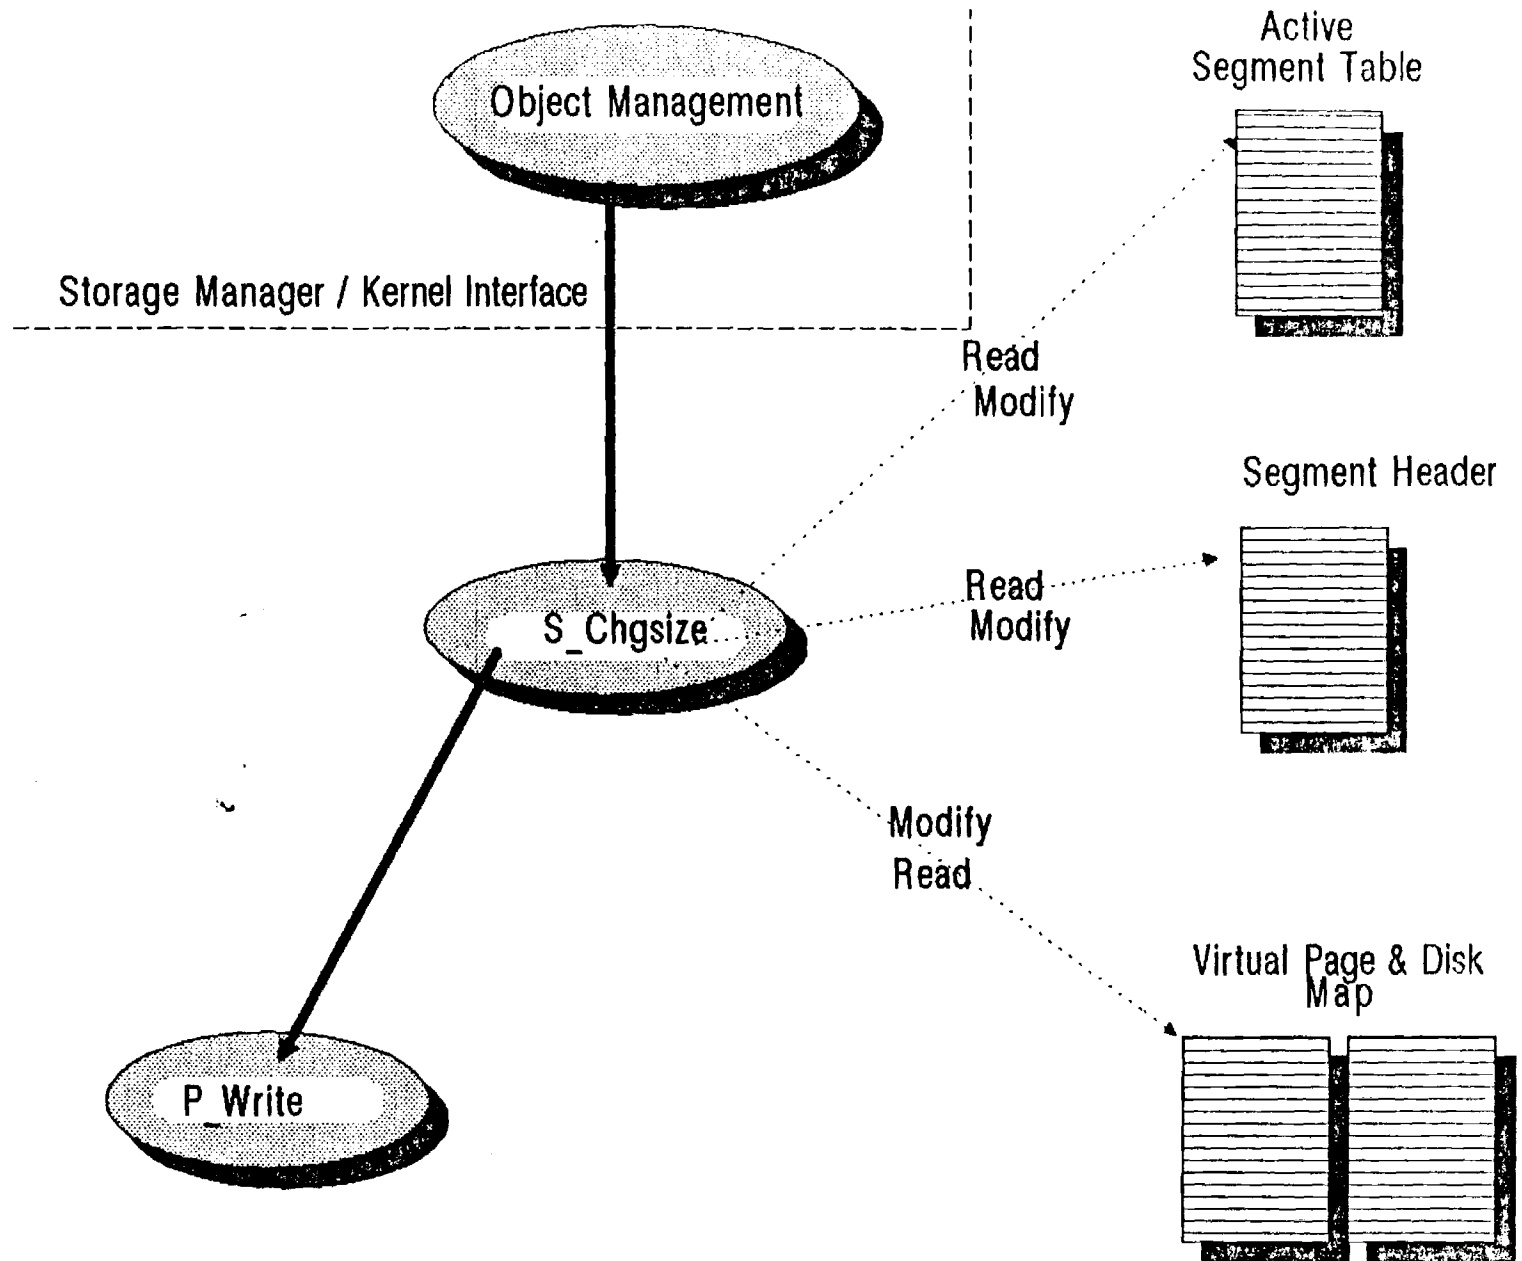 Active
Segment Table
Object Management
Storage Manager / Kernel Interface
Read
Modify
Segment Header
Read
Modify
S_Chgsize
Modify
Read
Virtual Page & Disk
Map
P_Write